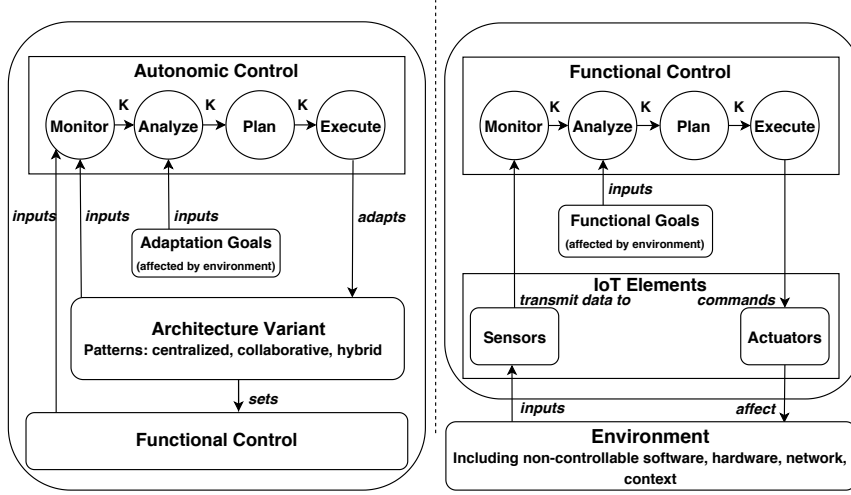 Autonomic Control
K K K
Monitor Analyze Plan Execute
inputs inputs inputs adapts
Adaptation Goals
(affected by environment)
Architecture Variant
Patterns: centralized, collaborative, hybrid
sets
Functional Control
Functional Control
K K K
Monitor Analyze Plan Execute
inputs
Functional Goals
(affected by environment)
IoT Elements
transmit data to commands
Sensors Actuators
inputs affect
Environment
Including non-controllable software, hardware, network,
context